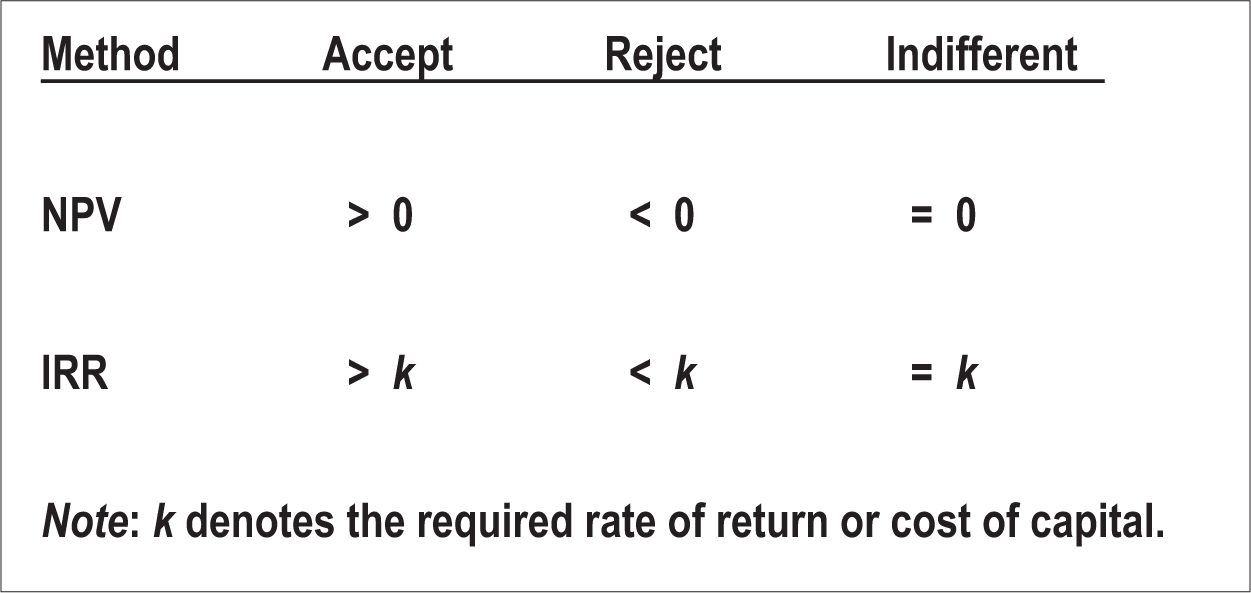 Method Accept Reject Indifferent
NPV > 0 < 0 = 0
IRR > k < k = k
Note: k denotes the required rate of return or cost of capital.